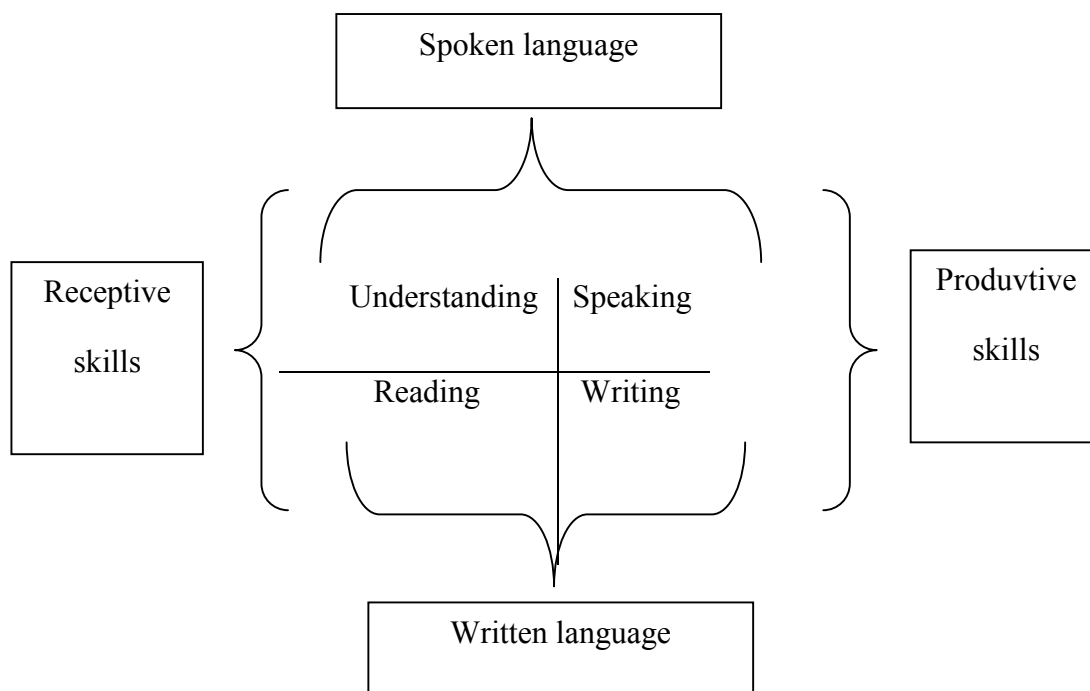 Spoken language
Receptive
skills
Understanding
Speaking
Reading
Writing
Produvtive
skills
Written language